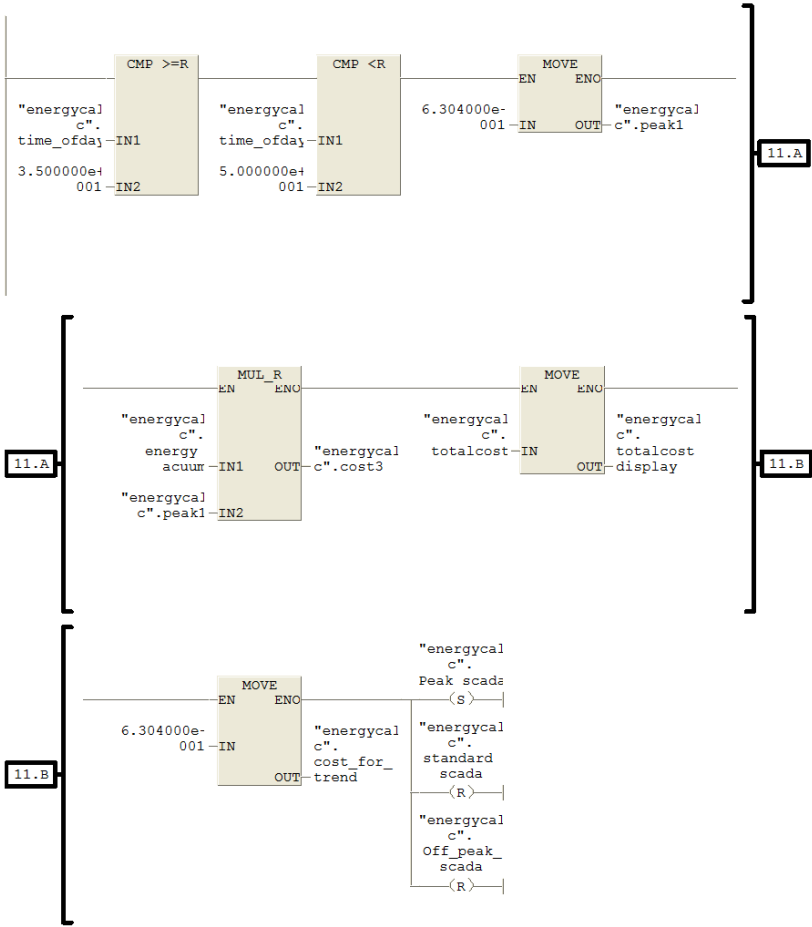 CMP >=R
CMP <R
MOVE
EN ENO
"energycal
c".
time_ofday
IN1
"energycal
c".
time_ofday
IN1
6.304000e-
001
IN OUT
"energycal
c".peak1
3.500000e+
001
IN2
5.000000e+
001
IN2
11.A
MUL_R
EN ENO
MOVE
EN ENO
"energycal
c".
energy
acuum
IN1 OUT
"energycal
c".cost3
"energycal
c".
totalcost
IN
OUT
"energycal
c".
totalcost
display
11.A
11.B
"energycal
c".peak1
IN2
"energycal
c".
Peak scada
(S)
MOVE
EN ENO
6.304000e-
001
IN
OUT
"energycal
c".
cost_for_
trend
"energycal
c".
standard
scada
(R)
11.B
"energycal
c".
Off_peak_
scada
(R)